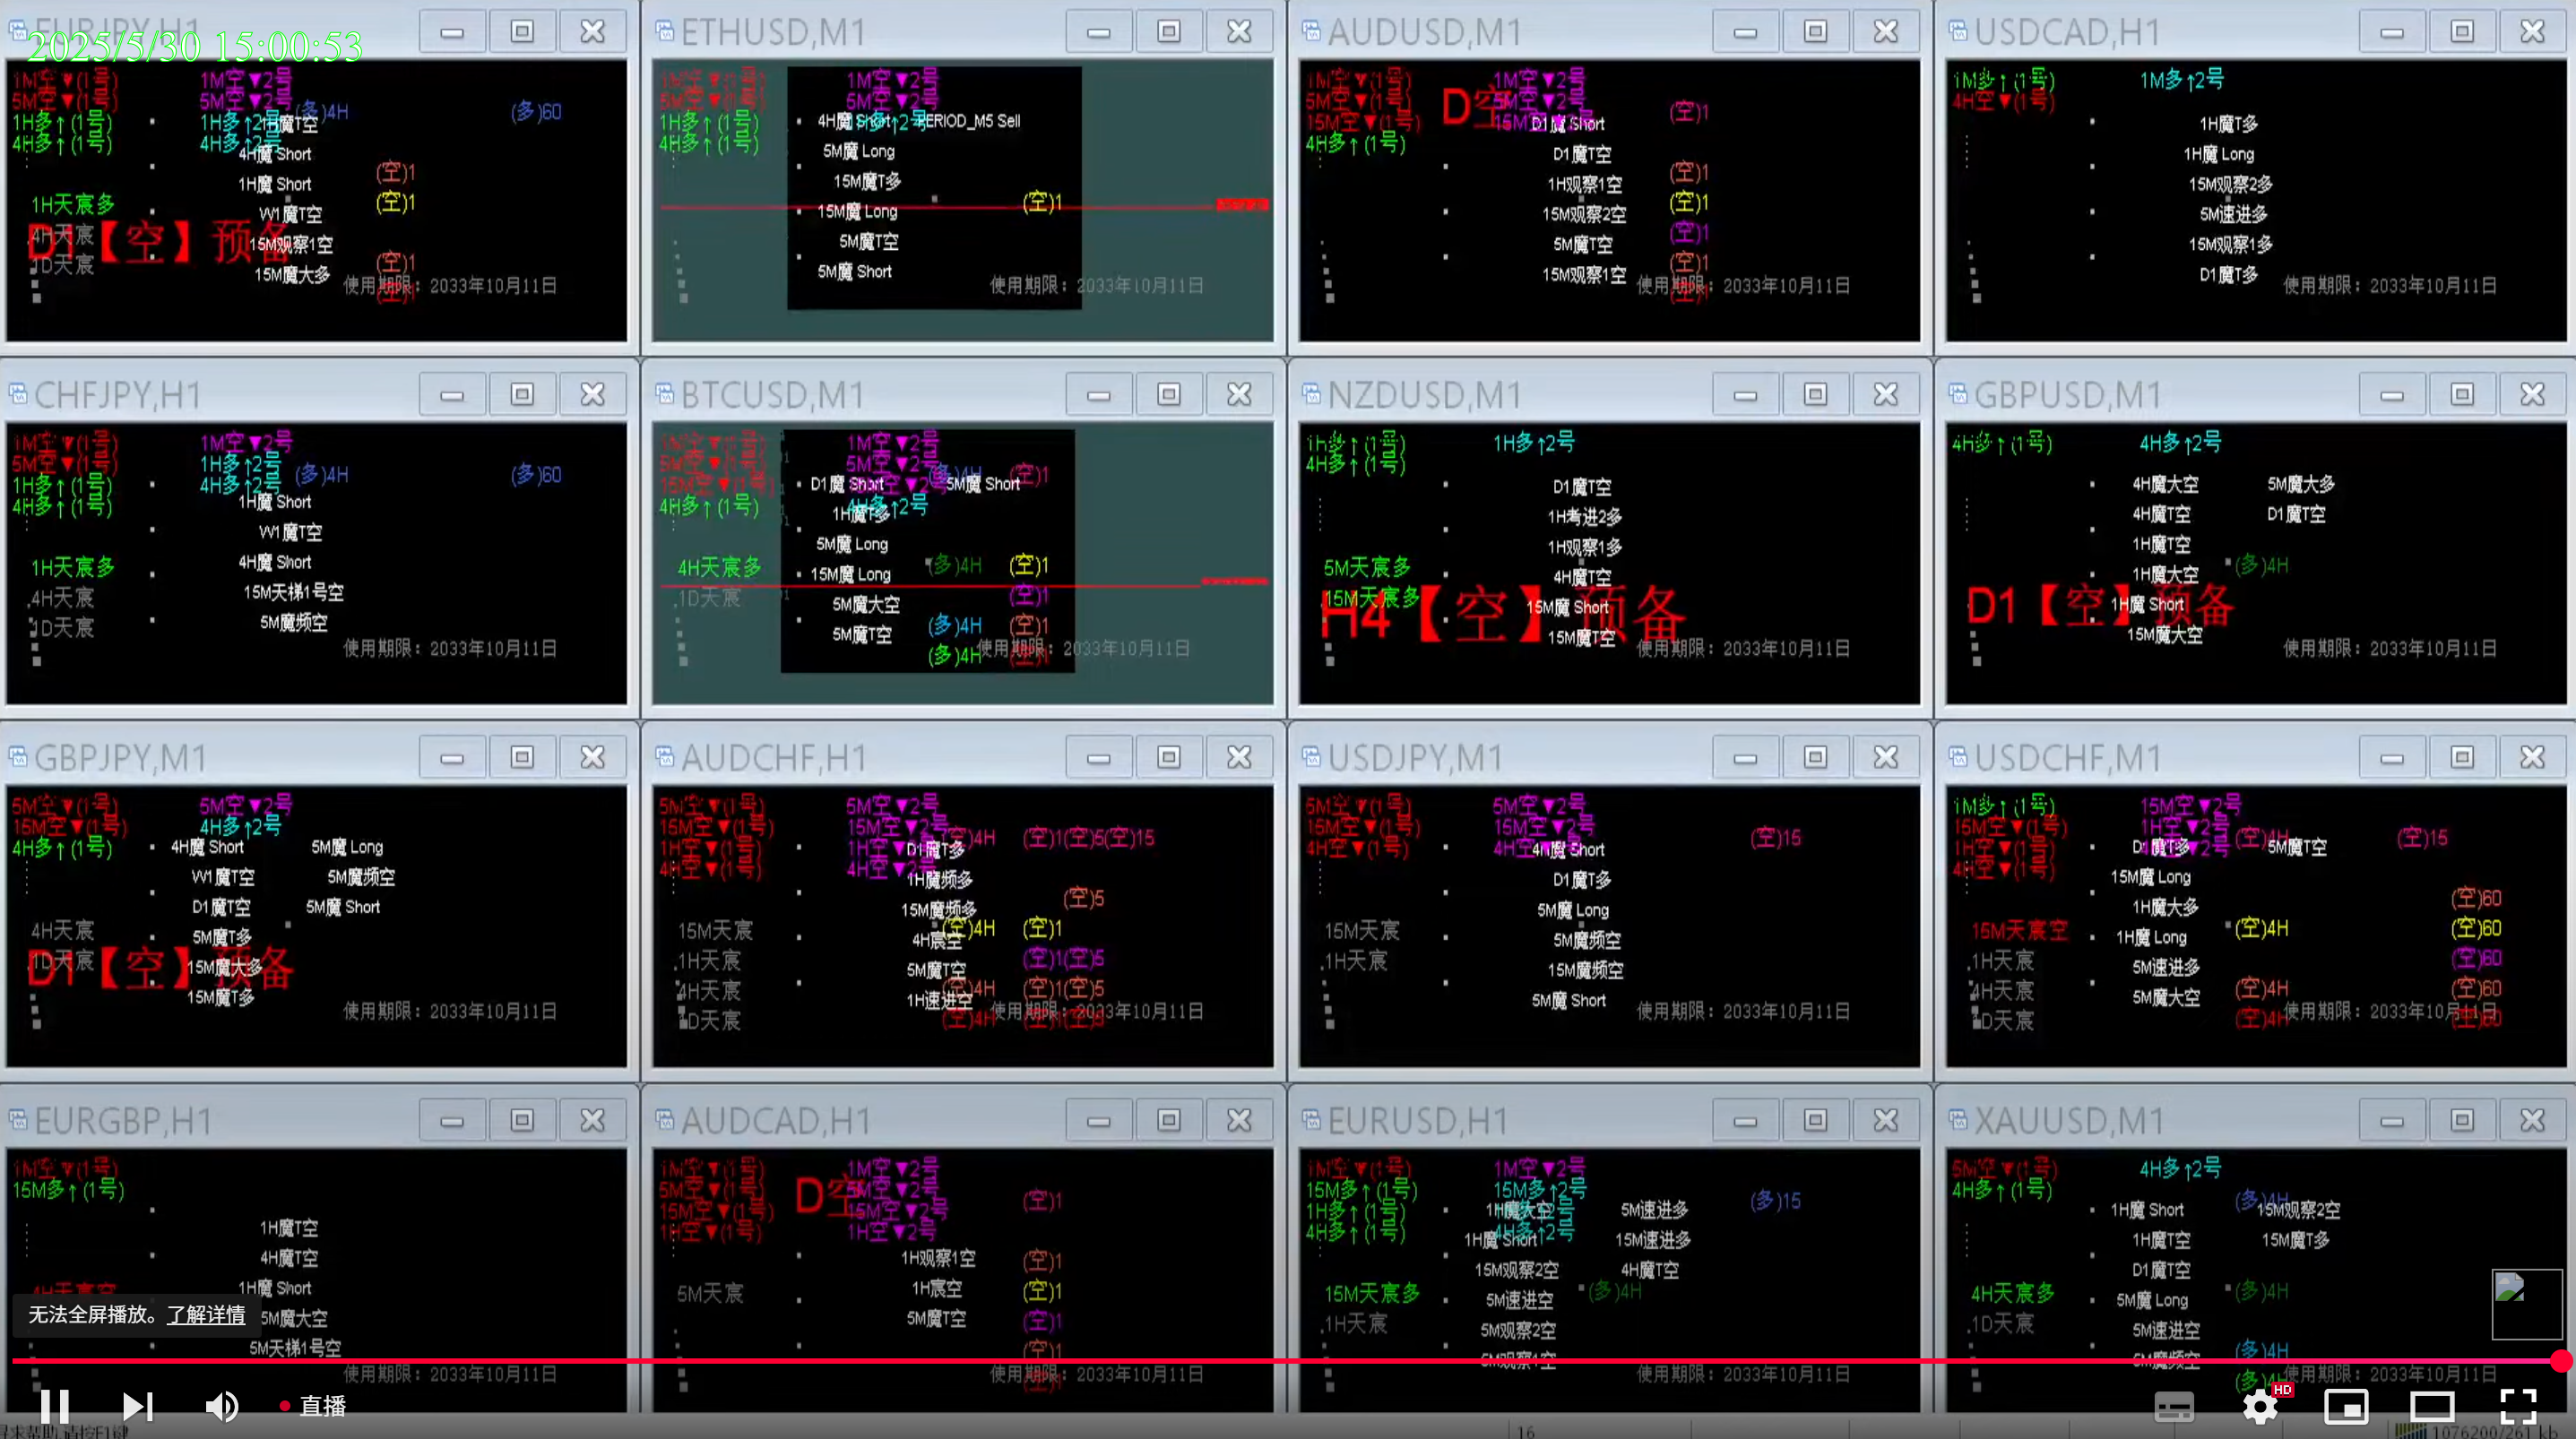 2025/5/30 15:00:53
EURJPY,H1
1M空▼(1号) 1M空▼2号
5M空▼(1号) 5M空▼2号
1H多↑(1号) 1H多↑2号 (多)4H (多)60
4H多↑(1号) 4H多↑2号
4H魔 Short
1H魔 Short (空)1
1H天宸多 W1魔T空 (空)1
4H天宸 15M观察1空
D1【空】预备
1D天宸 15M魔大多 (空)1
使用期限：2033年10月11日
ETHUSD,M1
1M空▼(1号) 1M空▼2号
5M空▼(1号) 5M空▼2号
1H多↑(1号) PERIOD_M5 Sell
4H多↑(1号)
5M魔 Long
15M魔T多
15M魔 Long (空)1
5M魔T空
5M魔 Short
使用期限：2033年10月11日
AUDUSD,M1
1M空▼(1号) 1M空▼2号
5M空▼(1号) 5M空▼2号
D空
15M空▼(1号) D1魔 Short (空)1
4H多↑(1号) D1魔T空
1H观察1空 (空)1
15M观察2空 (空)1
5M魔T空 (空)1
15M观察1空 (空)1
使用期限：2033年10月11日
USDCAD,H1
1M多↑(1号) 1M多↑2号
4H空▼(1号)
1H魔T多
1H魔 Long
15M观察2多
5M速进多
15M观察1多
D1魔T多
使用期限：2033年10月11日
CHFJPY,H1
1M空▼(1号) 1M空▼2号
5M空▼(1号) 1H多↑2号 (多)4H (多)60
1H多↑(1号) 4H多↑2号
4H多↑(1号) 1H魔 Short
W1魔T空
1H天宸多 4H魔 Short
4H天宸 15M天梯1号空
1D天宸 5M魔频空
使用期限：2033年10月11日
BTCUSD,M1
1M空▼(1号) 1M空▼2号
5M空▼(1号) 5M空▼2号 (多)4H (空)1
15M空▼(1号) D1魔 Short 5M魔 Short
4H多↑(1号) 4H多↑2号
1H魔T多
5M魔 Long
4H天宸多 15M魔 Long (多)4H (空)1
1D天宸 5M魔大空 (空)1
5M魔T空 (多)4H (空)1
(多)4H
使用期限：2033年10月11日
NZDUSD,M1
1H多↑(1号) 1H多↑2号
4H多↑(1号)
D1魔T空
1H考进2多
1H观察1多
5M天宸多 4H魔T空
15M天宸多 15M魔 Short
H4【空】预备
15M魔T空
使用期限：2033年10月11日
GBPUSD,M1
4H多↑(1号) 4H多↑2号
4H魔大空 5M魔大多
4H魔T空 D1魔T空
1H魔T空
1H魔大空 (多)4H
D1【空】预备
1H魔 Short
15M魔大空
使用期限：2033年10月11日
GBPJPY,M1
5M空▼(1号) 5M空▼2号
15M空▼(1号) 4H多↑2号
4H多↑(1号) 4H魔 Short 5M魔 Long
W1魔T空 5M魔频空
D1魔T空 5M魔 Short
4H天宸 5M魔T多
1D天宸 15M魔大多
D1【空】预备
15M魔T多
使用期限：2033年10月11日
AUDCHF,H1
5M空▼(1号) 5M空▼2号
15M空▼(1号) 15M空▼2号 (空)4H (空)1(空)5(空)15
1H空▼(1号) 1H空▼2号 D1魔T多
4H空▼(1号) 4H空▼2号
1H魔频多 (空)5
15M魔频多
15M天宸 4H宸空 (空)4H (空)1
1H天宸 5M魔T空 (空)1(空)5
4H天宸 1H速进空 (空)4H (空)1(空)5
1D天宸 (空)4H (空)1(空)5
使用期限：2033年10月11日
USDJPY,M1
5M空▼(1号) 5M空▼2号
15M空▼(1号) 15M空▼2号 (空)15
4H空▼(1号) 4H魔 Short
D1魔T多
5M魔 Long
15M天宸 5M魔频空
1H天宸 15M魔频空
5M魔 Short
使用期限：2033年10月11日
USDCHF,M1
1M多↑(1号) 15M空▼2号
15M空▼(1号) 1H空▼2号 (空)4H (空)15
1H空▼(1号) D1魔T多 5M魔T空
4H空▼(1号) 15M魔 Long
1H魔大多 (空)60
15M天宸空 1H魔 Long (空)4H (空)60
1H天宸 5M速进多 (空)60
4H天宸 5M魔大空 (空)4H (空)60
1D天宸 (空)4H
使用期限：2033年10月11日
EURGBP,H1
1M空▼(1号)
15M多↑(1号)
1H魔T空
4H魔T空
4H天宸空 1H魔 Short
5M魔大空
5M天梯1号空
使用期限：2033年10月11日
AUDCAD,H1
1M空▼(1号) 1M空▼2号
5M空▼(1号) 5M空▼2号
D空
15M空▼(1号) 15M空▼2号 (空)1
1H空▼(1号) 1H空▼2号
1H观察1空 (空)1
5M天宸 1H宸空 (空)1
5M魔T空 (空)1
(空)1
使用期限：2033年10月11日
EURUSD,H1
1M空▼(1号) 1M空▼2号
15M多↑(1号) 15M多↑2号
1H多↑(1号) 1H魔大空 5M速进多 (多)15
4H多↑(1号) 4H多↑2号
1H魔 Short 15M速进多
15M观察2空 4H魔T空
15M天宸多 5M速进空 (多)4H
1H天宸 5M观察2空
5M观察1空
使用期限：2033年10月11日
XAUUSD,M1
5M空▼(1号) 4H多↑2号
4H多↑(1号) 1H魔 Short (多)4H 15M观察2空
1H魔T空 15M魔T多
D1魔T空
4H天宸多 5M魔 Long (多)4H
1D天宸 5M速进空
5M魔频空 (多)4H
(多)4H
使用期限：2033年10月11日
无法全屏播放。了解详情
直播
HD
16
1076200/261 kb